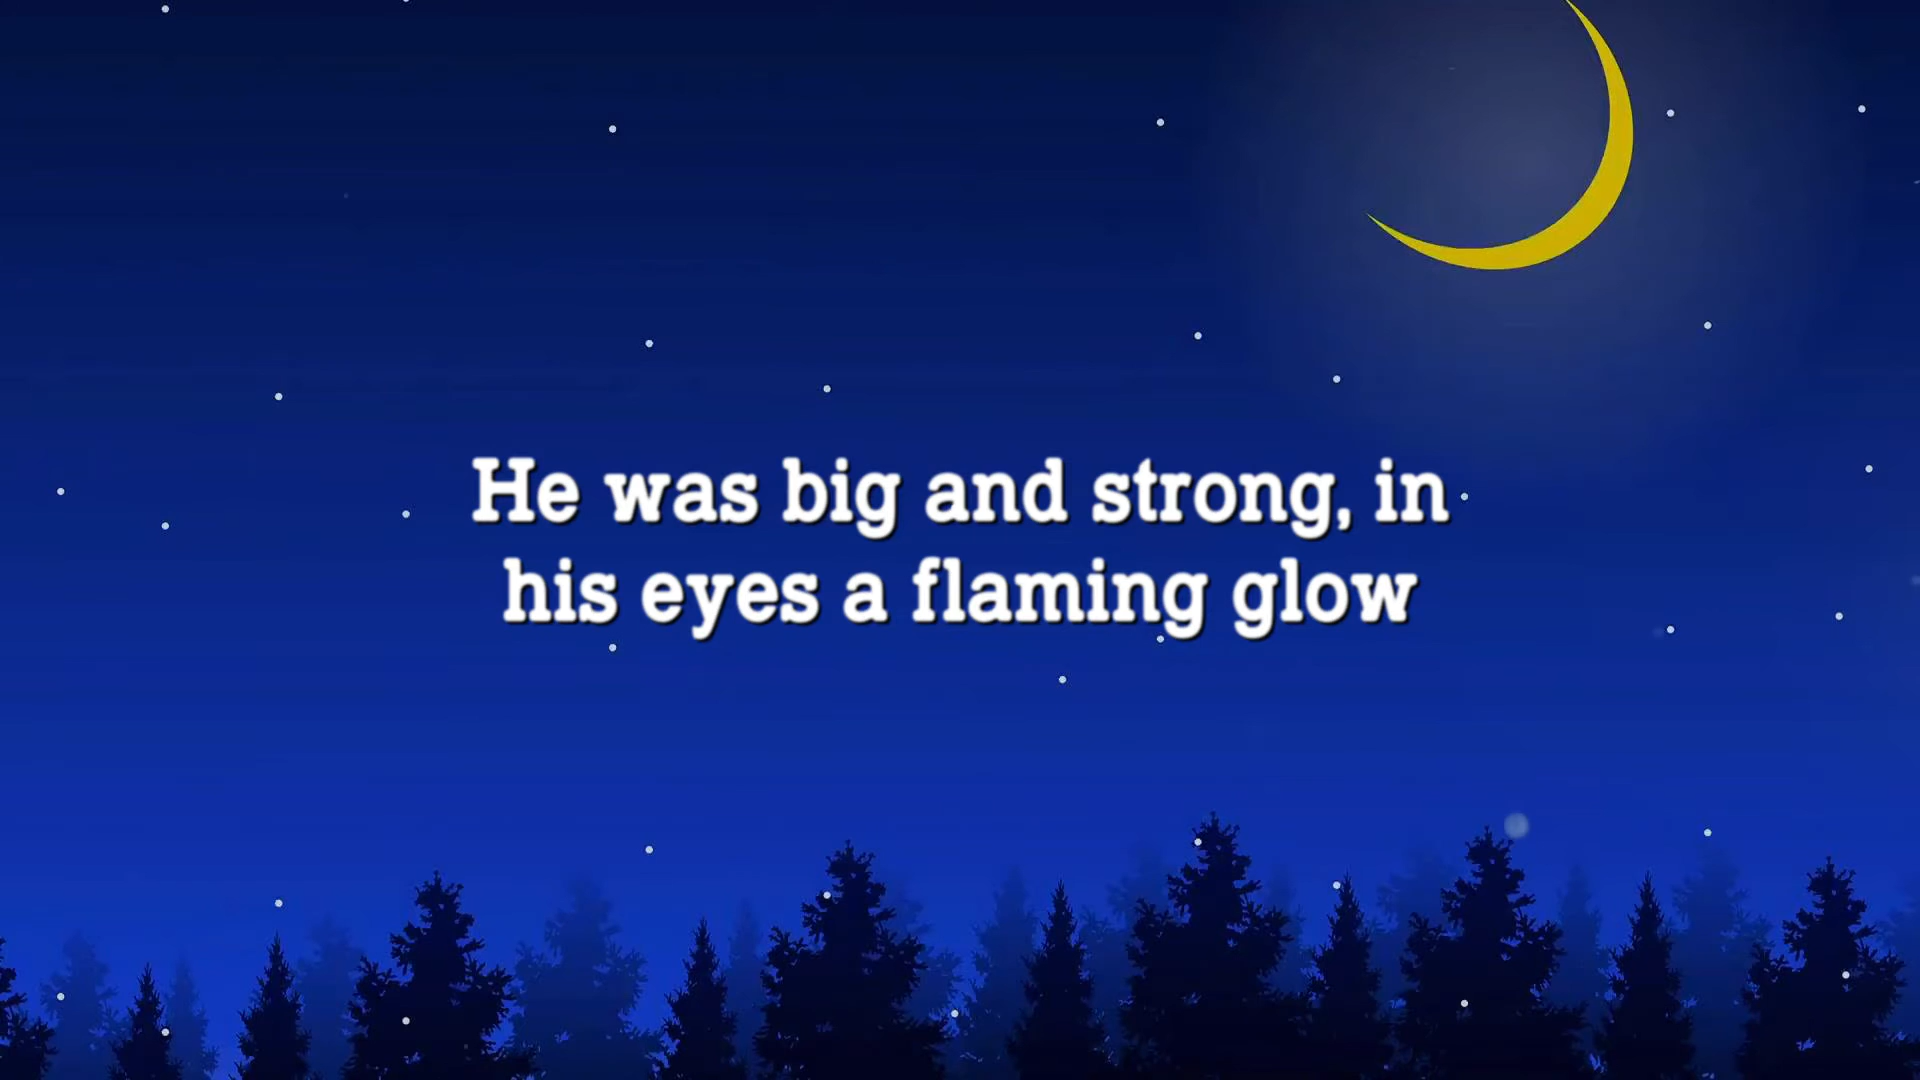 He was big and strong, in
his eyes a flaming glow